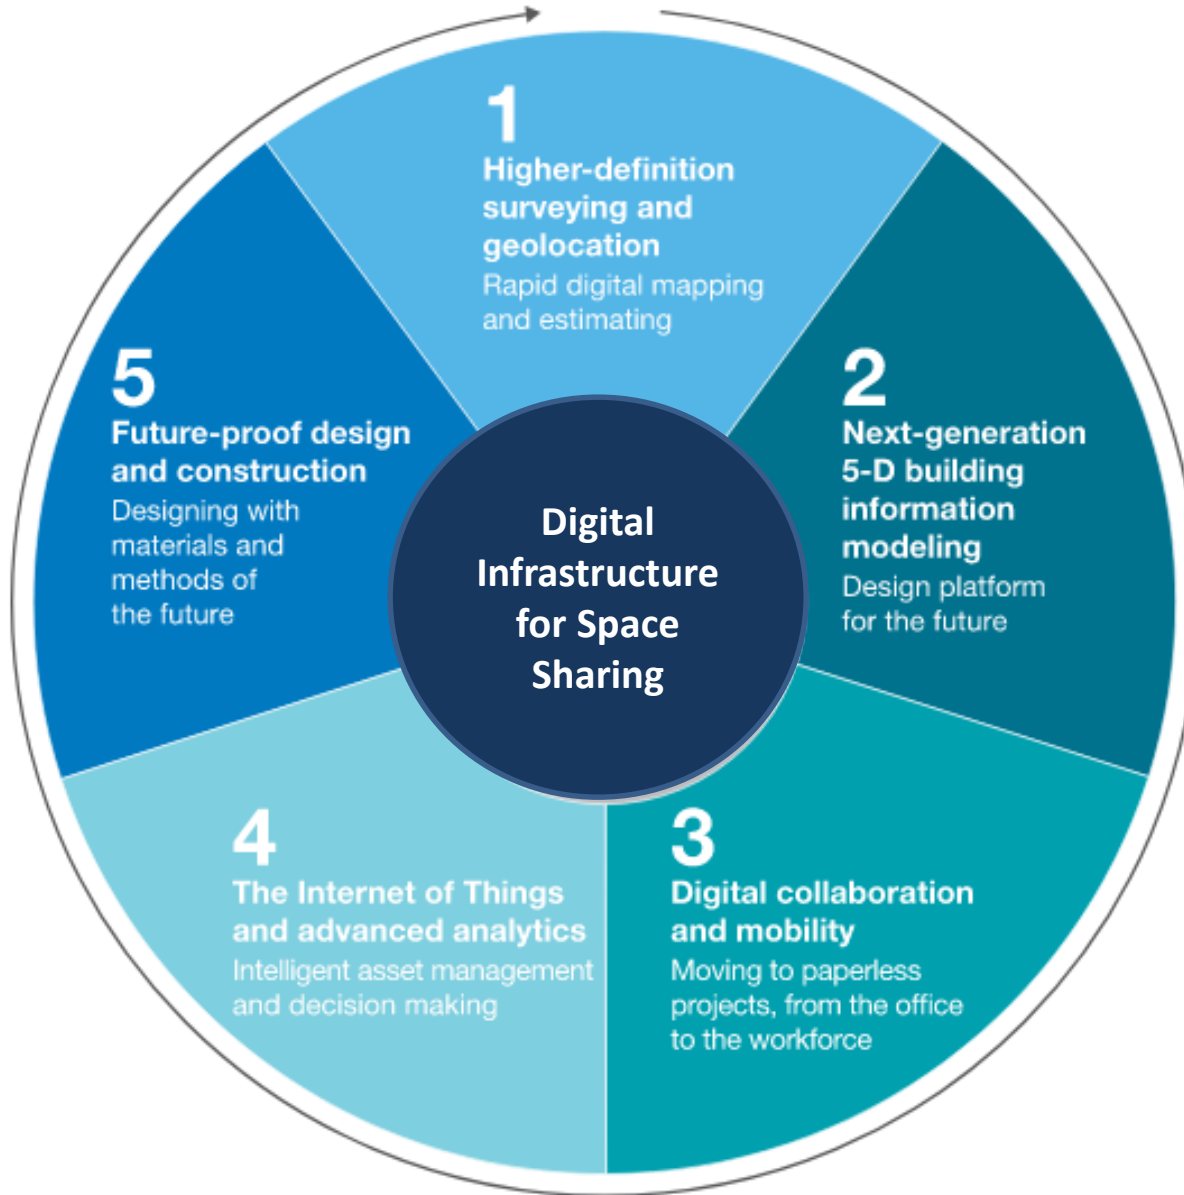 1
Higher-definition
surveying and
geolocation
Rapid digital mapping
and estimating
2
Next-generation
5-D building
information
modeling
Design platform
for the future
3
Digital collaboration
and mobility
Moving to paperless
projects, from the office
to the workforce
4
The Internet of Things
and advanced analytics
Intelligent asset management
and decision making
5
Future-proof design
and construction
Designing with
materials and
methods of
the future
Digital
Infrastructure
for Space
Sharing